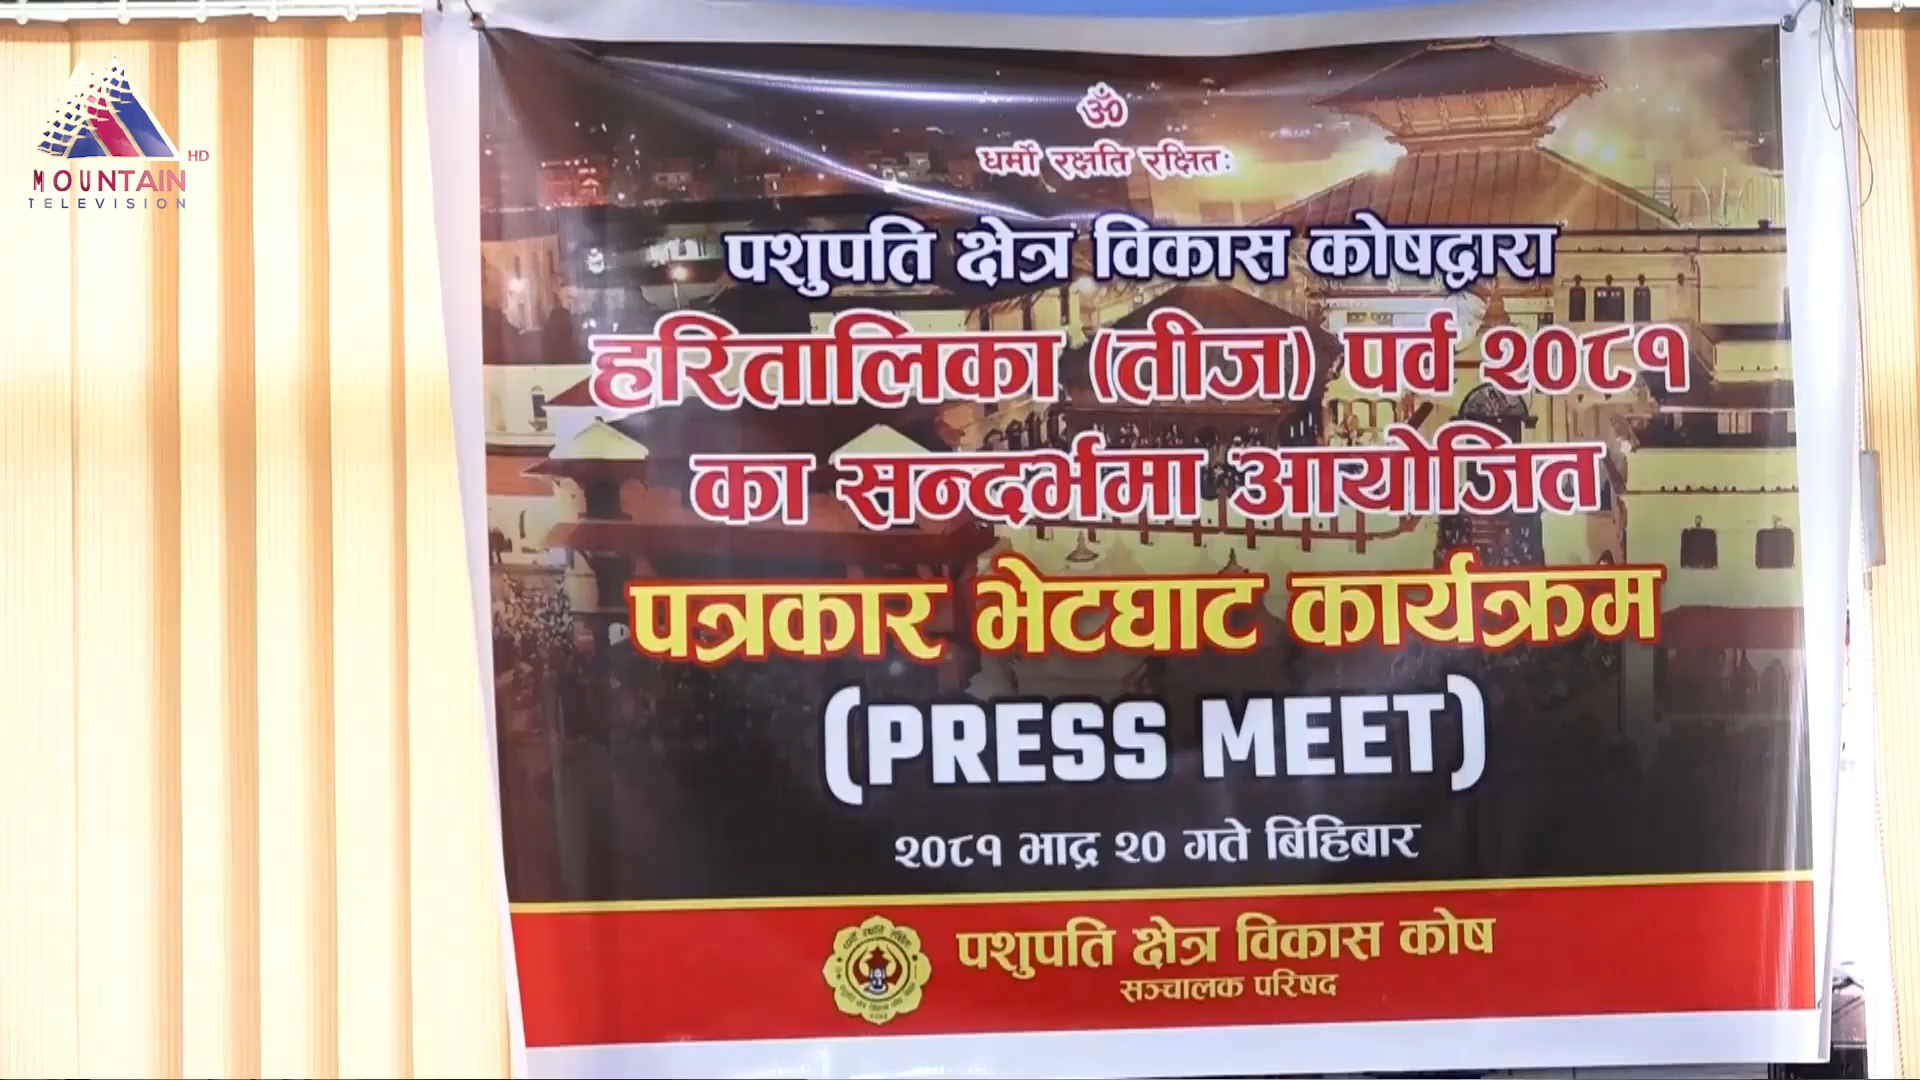 MOUNTAIN HD
TELEVISION
ॐ
धर्मो रक्षति रक्षितः
पशुपति क्षेत्र विकास कोषद्वारा
हरितालिका (तीज) पर्व २०८१
का सन्दर्भमा आयोजित
पत्रकार भेटघाट कार्यक्रम
(PRESS MEET)
२०८१ भाद्र २० गते बिहिबार
पशुपति क्षेत्र विकास कोष
सञ्चालक परिषद